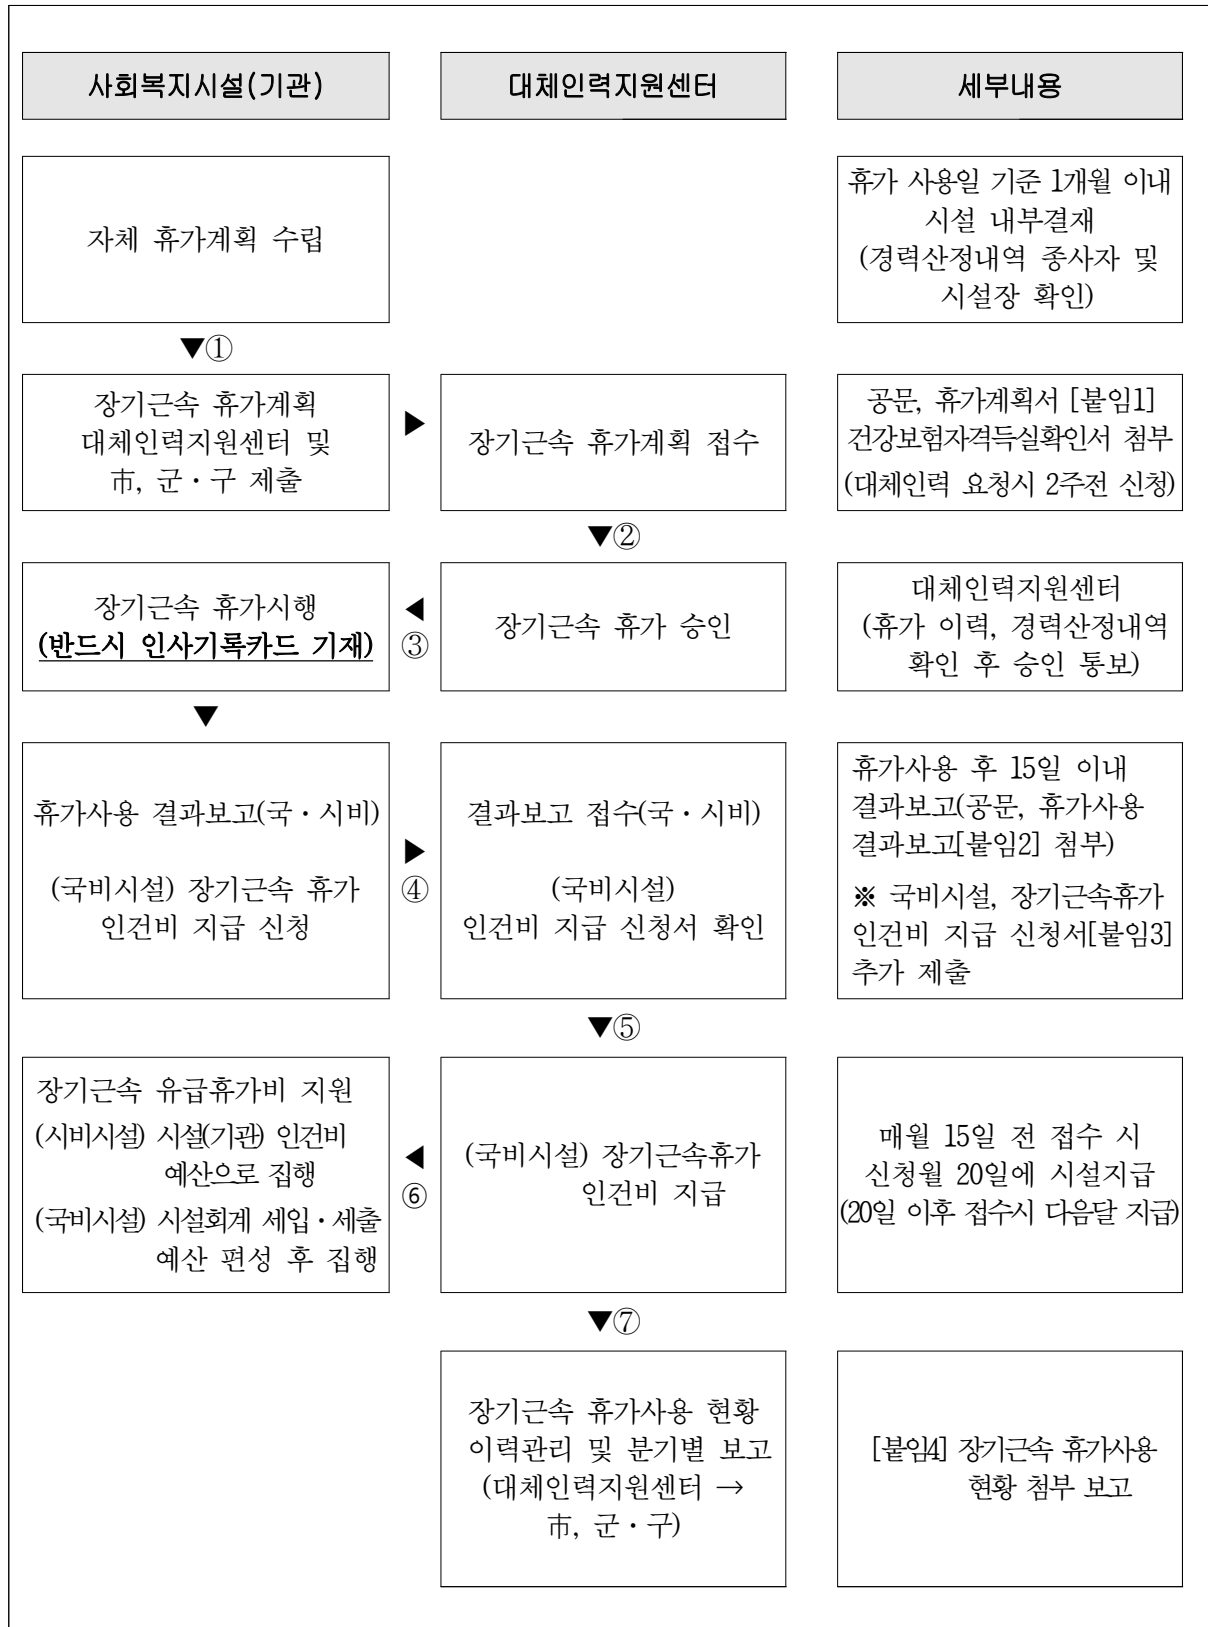 사회복지시설(기관)
대체인력지원센터
세부내용
자체 휴가계획 수립
휴가 사용일 기준 1개월 이내
시설 내부결재
(경력산정내역 종사자 및
시설장 확인)
▼①
장기근속 휴가계획
대체인력지원센터 및
市, 군・구 제출
▶
장기근속 휴가계획 접수
공문, 휴가계획서 [붙임1]
건강보험자격득실확인서 첨부
(대체인력 요청시 2주전 신청)
▼②
장기근속 휴가시행
(반드시 인사기록카드 기재)
◀
③
장기근속 휴가 승인
대체인력지원센터
(휴가 이력, 경력산정내역
확인 후 승인 통보)
▼
휴가사용 결과보고(국・시비)
(국비시설) 장기근속 휴가
인건비 지급 신청
▶
④
결과보고 접수(국・시비)
(국비시설)
인건비 지급 신청서 확인
휴가사용 후 15일 이내
결과보고(공문, 휴가사용
결과보고[붙임2] 첨부)
※ 국비시설, 장기근속휴가
인건비 지급 신청서[붙임3]
추가 제출
▼⑤
장기근속 유급휴가비 지원
(시비시설) 시설(기관) 인건비
예산으로 집행
(국비시설) 시설회계 세입・세출
예산 편성 후 집행
◀
⑥
(국비시설) 장기근속휴가
인건비 지급
매월 15일 전 접수 시
신청월 20일에 시설지급
(20일 이후 접수시 다음달 지급)
▼⑦
장기근속 휴가사용 현황
이력관리 및 분기별 보고
(대체인력지원센터 →
市, 군・구)
[붙임4] 장기근속 휴가사용
현황 첨부 보고